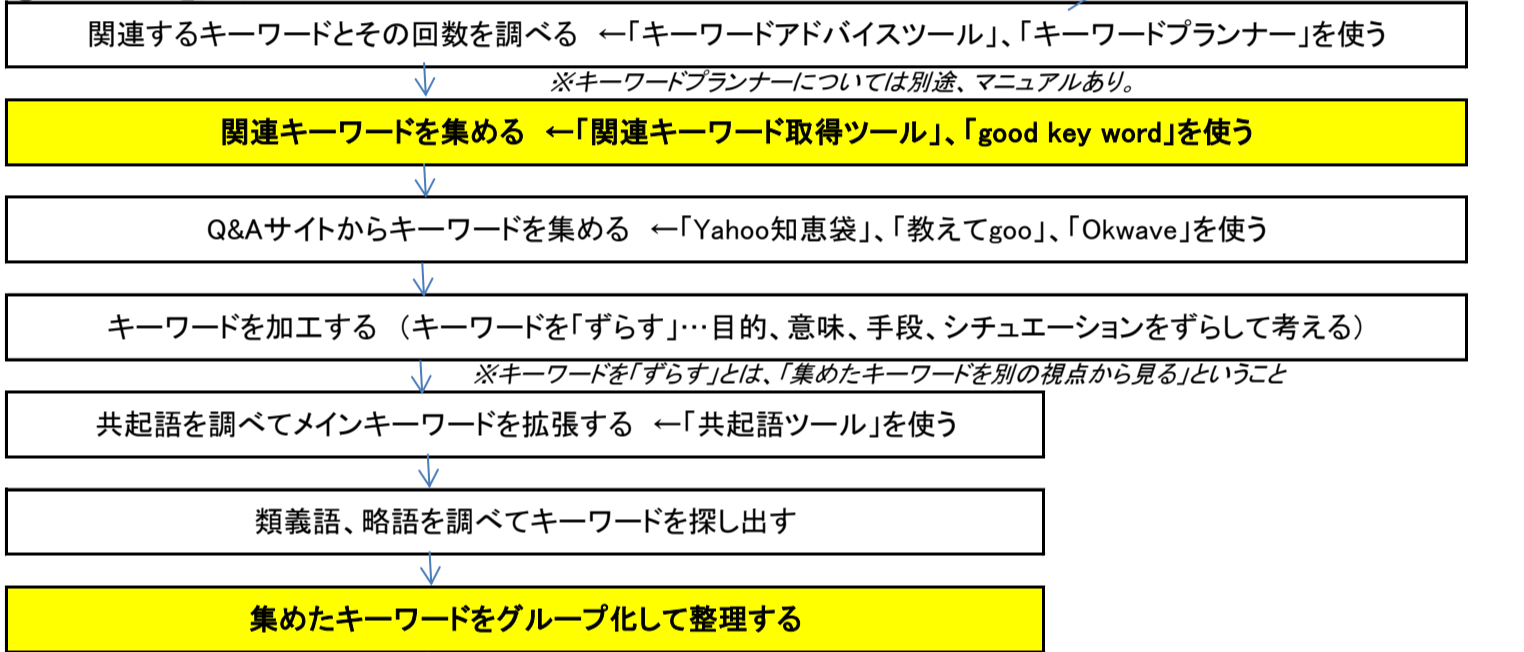 関連するキーワードとその回数を調べる　←「キーワードアドバイスツール」、「キーワードプランナー」を使う
※キーワードプランナーについては別途、マニュアルあり。
関連キーワードを集める　←「関連キーワード取得ツール」、「good key word」を使う
Q&Aサイトからキーワードを集める　←「Yahoo知恵袋」、「教えてgoo」、「Okwave」を使う
キーワードを加工する　（キーワードを「ずらす」…目的、意味、手段、シチュエーションをずらして考える）
※キーワードを「ずらす」とは、「集めたキーワードを別の視点から見る」ということ
共起語を調べてメインキーワードを拡張する　←「共起語ツール」を使う
類義語、略語を調べてキーワードを探し出す
集めたキーワードをグループ化して整理する